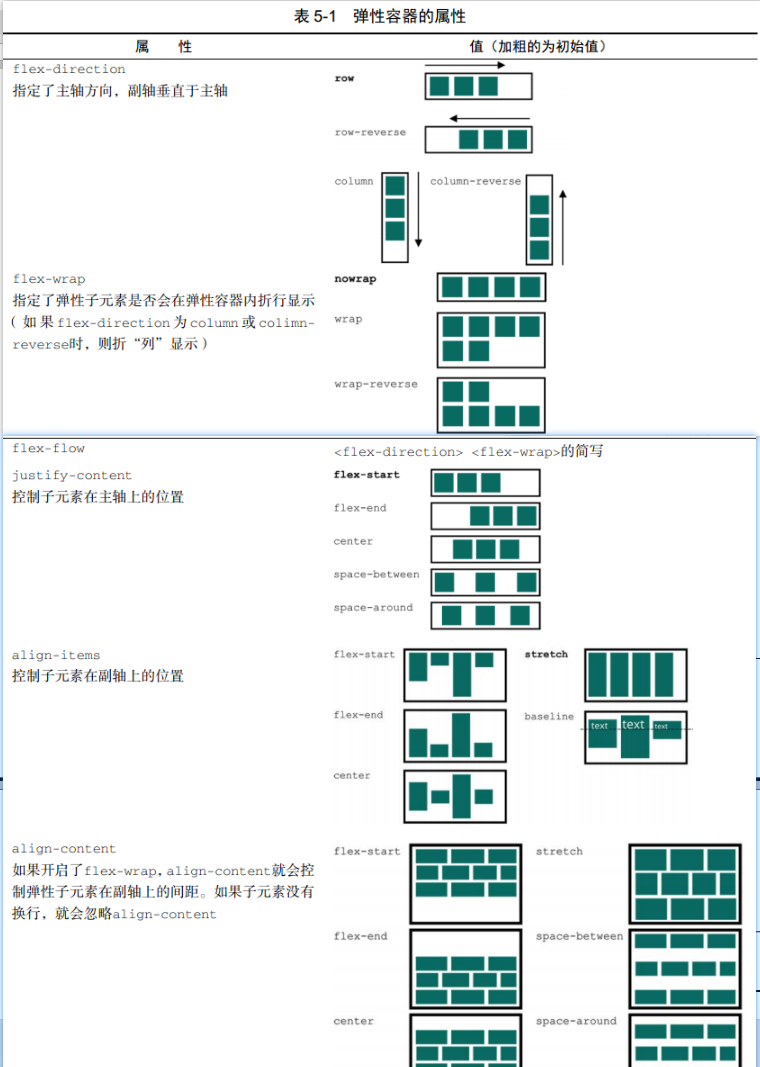 表 5-1 弹性容器的属性
属 性 值（加粗的为初始值）
flex-direction
指定了主轴方向，副轴垂直于主轴
row
row-reverse
column column-reverse
flex-wrap
指定了弹性子元素是否会在弹性容器内折行显示
（如果flex-direction为column或colimn-
reverse时，则折“列”显示）
nowrap
wrap
wrap-reverse
flex-flow
<flex-direction> <flex-wrap>的简写
justify-content
控制子元素在主轴上的位置
flex-start
flex-end
center
space-between
space-around
align-items
控制子元素在副轴上的位置
flex-start stretch
flex-end baseline
text text text
center
align-content
如果开启了flex-wrap,align-content就会控
制弹性子元素在副轴上的间距。如果子元素没有
换行，就会忽略align-content
flex-start stretch
flex-end space-between
center space-around